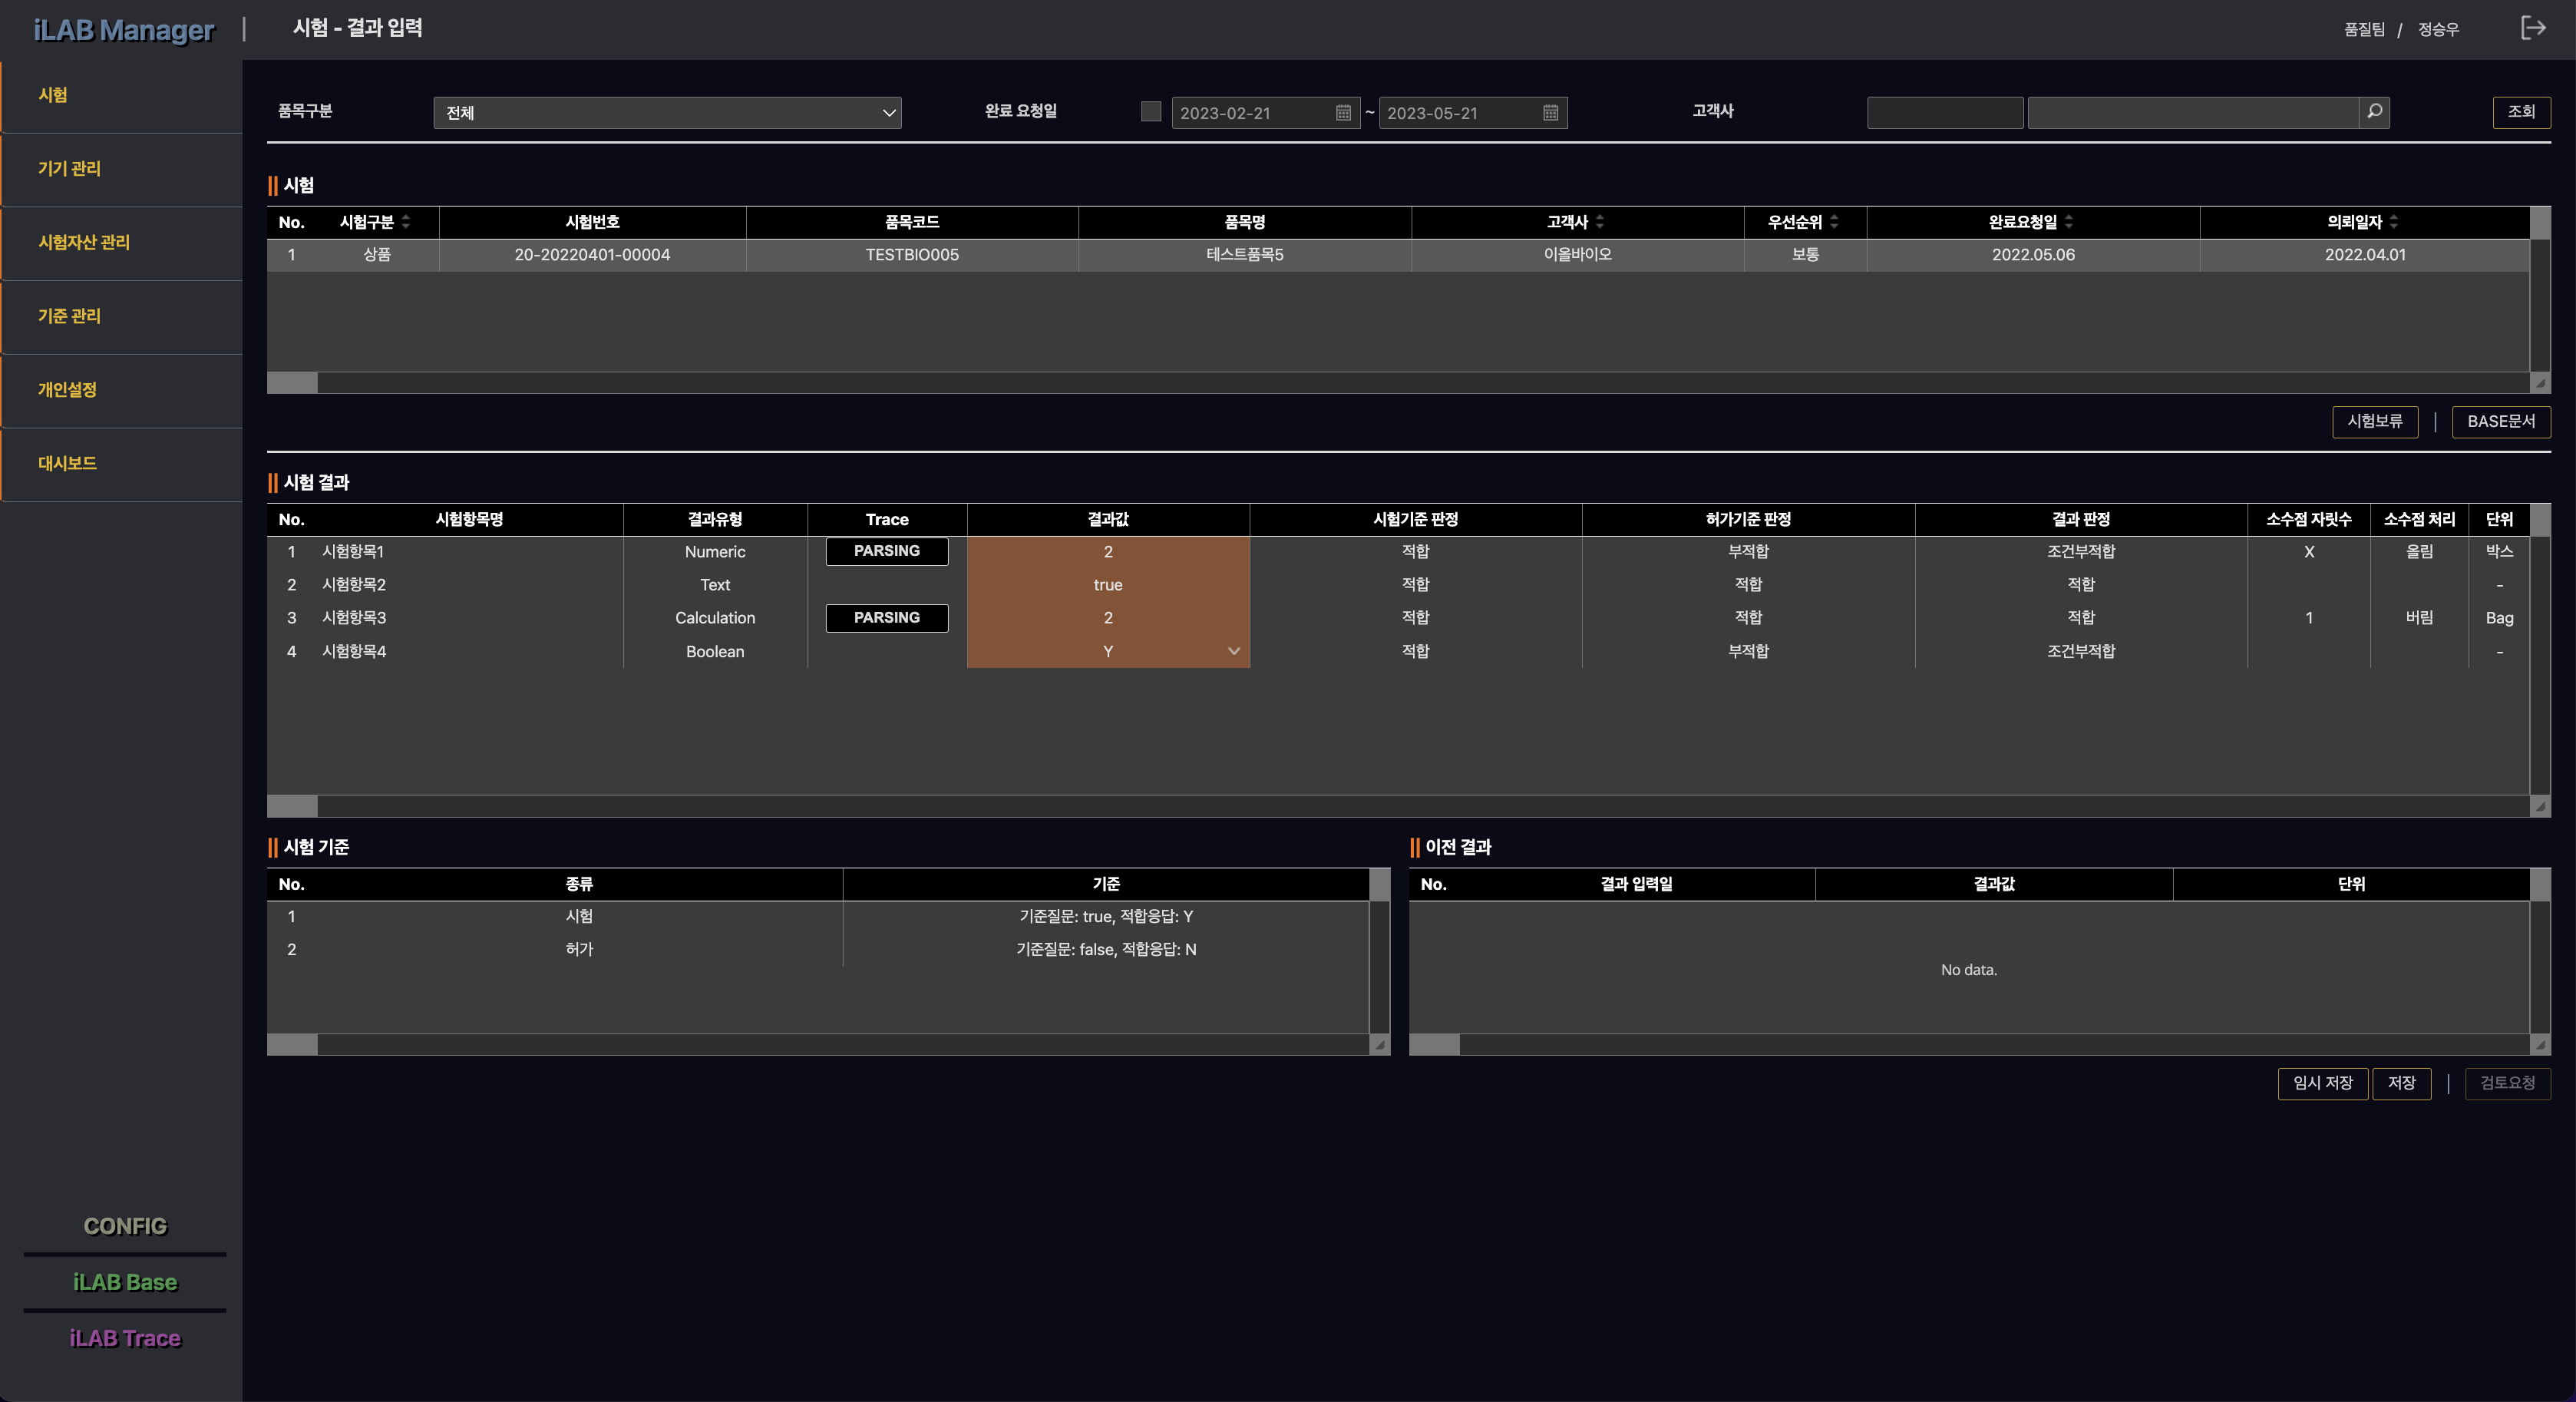 iLAB Manager | 시험 - 결과 입력 품질팀 / 정승우
시험
기기 관리
시험자산 관리
기준 관리
개인설정
대시보드
CONFIG
iLAB Base
iLAB Trace
품목구분 전체 완료 요청일 2023-02-21 ~ 2023-05-21 고객사 조회
시험
No. 시험구분 시험번호 품목코드 품목명 고객사 우선순위 완료요청일 의뢰일자
1 상품 20-20220401-00004 TESTBIO005 테스트품목5 이올바이오 보통 2022.05.06 2022.04.01
시험보류 | BASE문서
시험 결과
No. 시험항목명 결과유형 Trace 결과값 시험기준 판정 허가기준 판정 결과 판정 소수점 자릿수 소수점 처리 단위
1 시험항목1 Numeric PARSING 2 적합 부적합 조건부적합 X 올림 박스
2 시험항목2 Text true 적합 적합 적합 -
3 시험항목3 Calculation PARSING 2 적합 적합 적합 1 버림 Bag
4 시험항목4 Boolean Y 적합 부적합 조건부적합 -
시험 기준
No. 종류 기준
1 시험 기준질문: true, 적합응답: Y
2 허가 기준질문: false, 적합응답: N
이전 결과
No. 결과 입력일 결과값 단위
No data.
임시 저장 저장 | 검토요청